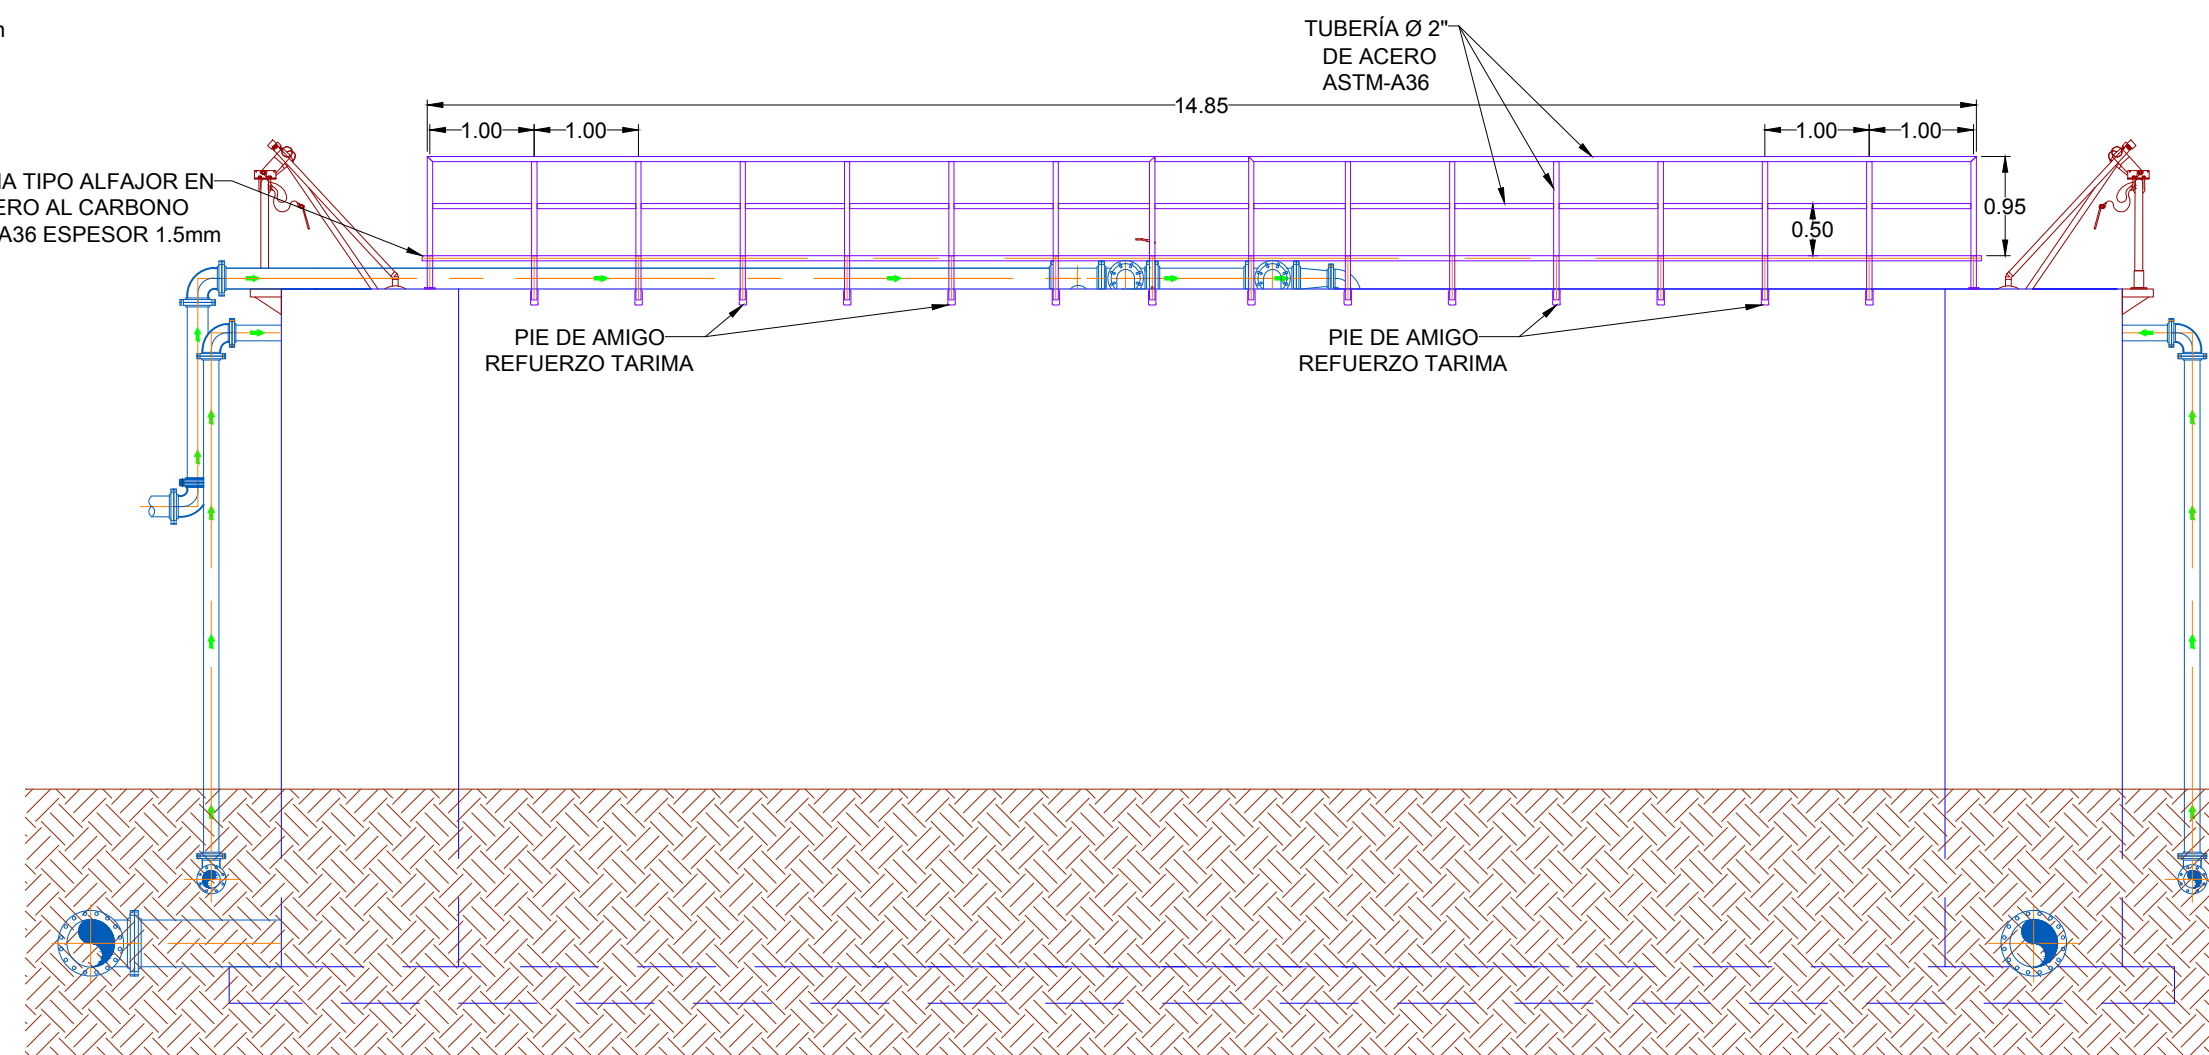 TUBERÍA Ø 2"
DE ACERO
ASTM-A36
14.85
1.00
1.00
1.00
1.00
TIPO ALFAJOR EN
AL CARBONO
A36 ESPESOR 1.5mm
0.95
0.50
PIE DE AMIGO
REFUERZO TARIMA
PIE DE AMIGO
REFUERZO TARIMA